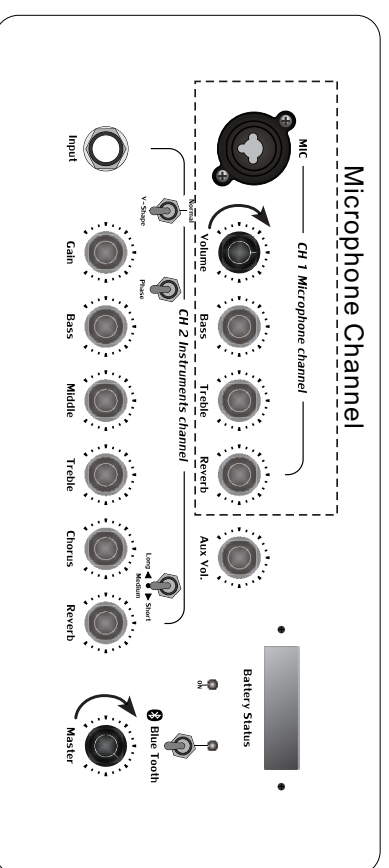 Microphone Channel
CH 1 Microphone channel
MIC
Volume
Bass
Treble
Reverb
Aux Vol.
Battery Status
ON
CH 2 Instruments channel
Normal
V-Shape
Phase
Long ◀ ● ▶ Short
Medium
Blue Tooth
Input
Gain
Bass
Middle
Treble
Chorus
Reverb
Master